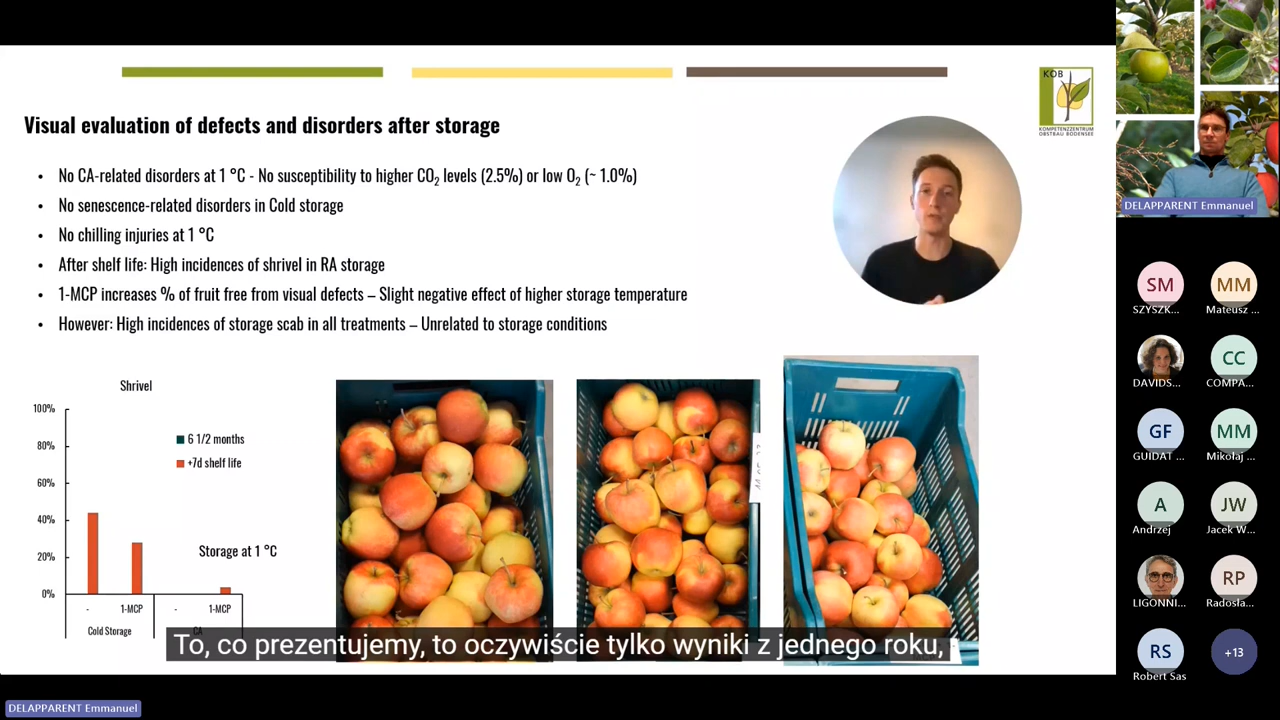 KOB
KOMPETENZZENTRUM
OBSTBAU BODENSEE
Visual evaluation of defects and disorders after storage
• No CA-related disorders at 1 °C - No susceptibility to higher CO₂ levels (2.5%) or low O₂ (~ 1.0%)
• No senescence-related disorders in Cold storage
• No chilling injuries at 1 °C
• After shelf life: High incidences of shrivel in RA storage
• 1-MCP increases % of fruit free from visual defects – Slight negative effect of higher storage temperature
• However: High incidences of storage scab in all treatments – Unrelated to storage conditions
Shrivel
100%
80%
60%
40%
20%
0%
6 1/2 months
+7d shelf life
Storage at 1 °C
- 1-MCP - 1-MCP
Cold Storage CA
To, co prezentujemy, to oczywiście tylko wyniki z jednego roku,
DELAPPARENT Emmanuel
DELAPPARENT Emmanuel
SM
SZYSZK...
MM
Mateusz ...
DAVIDS...
CC
COMPA...
GF
GUIDAT ...
MM
Mikołaj ...
A
Andrzej
JW
Jacek W...
LIGONNI...
RP
Radosła...
RS
Robert Sas
+13